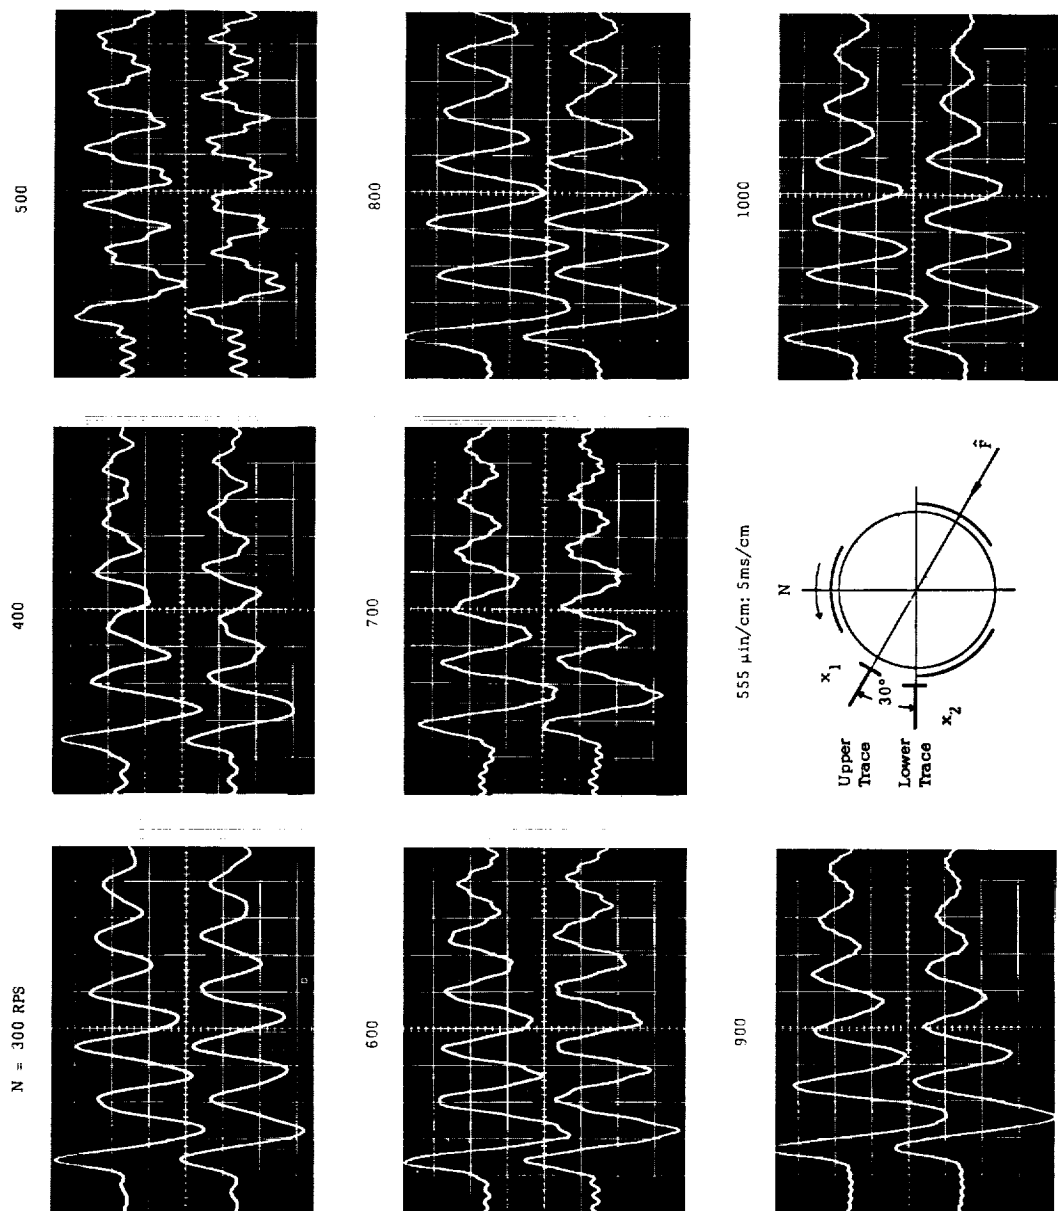 N = 300 RPS
400
500
600
700
800
900
555 µin/cm: 5ms/cm
Upper
Trace
x1
30°
N
Lower
Trace
x2
F̂
1000